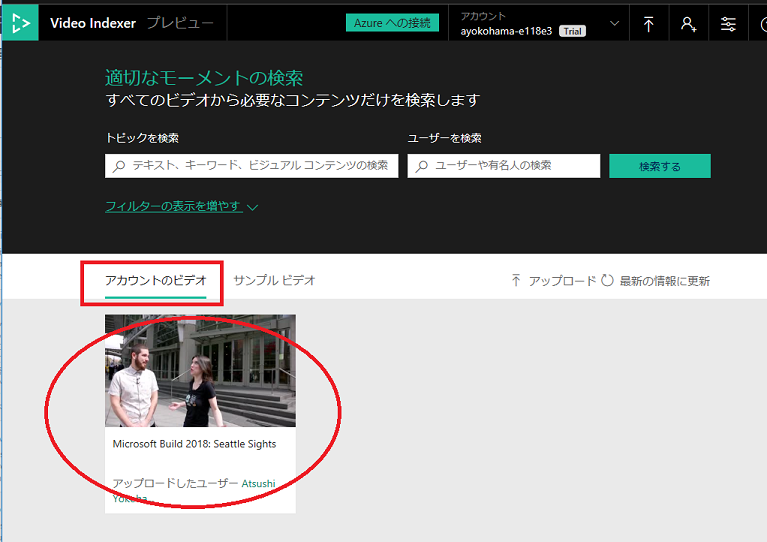 Video Indexer プレビュー
Azure への接続
アカウント
ayokohama-e118e3 Trial
適切なモーメントの検索
すべてのビデオから必要なコンテンツだけを検索します
トピックを検索
ユーザーを検索
テキスト、キーワード、ビジュアル コンテンツの検索
ユーザーや有名人の検索
検索する
フィルターの表示を増やす
アカウントのビデオ
サンプル ビデオ
アップロード
最新の情報に更新
Microsoft Build 2018: Seattle Sights
アップロードしたユーザー Atsushi
Yokoha...